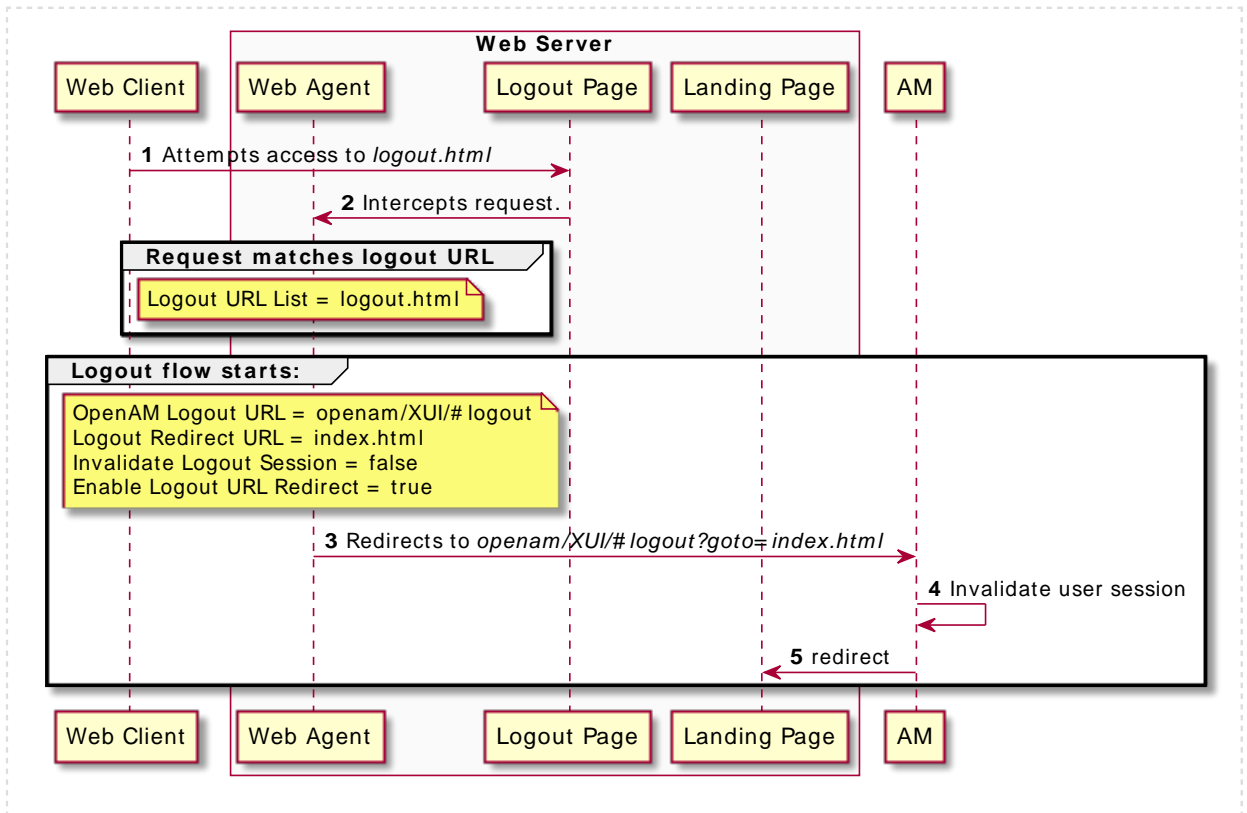 Web Server
Web Client
Web Agent
Logout Page
Landing Page
AM
1 Attempts access to logout.html
2 Intercepts request.
Request matches logout URL
Logout URL List = logout.html
Logout flow starts:
OpenAM Logout URL = openam/XUI/#logout
Logout Redirect URL = index.html
Invalidate Logout Session = false
Enable Logout URL Redirect = true
3 Redirects to openam/XUI/#logout?goto=index.html
4 Invalidate user session
5 redirect
Web Client
Web Agent
Logout Page
Landing Page
AM